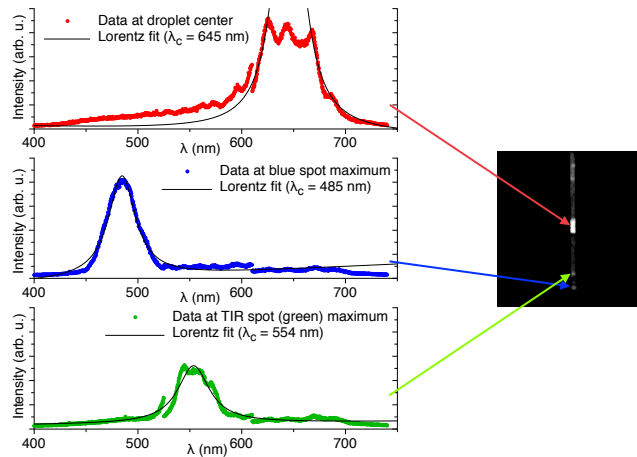 Intensity (arb. u.)
Data at droplet center
Lorentz fit (λc = 645 nm)
400 500 600 700
λ (nm)
Intensity (arb. u.)
Data at blue spot maximum
Lorentz fit (λc = 485 nm)
400 500 600 700
λ (nm)
Intensity (arb. u.)
Data at TIR spot (green) maximum
Lorentz fit (λc = 554 nm)
400 500 600 700
λ (nm)